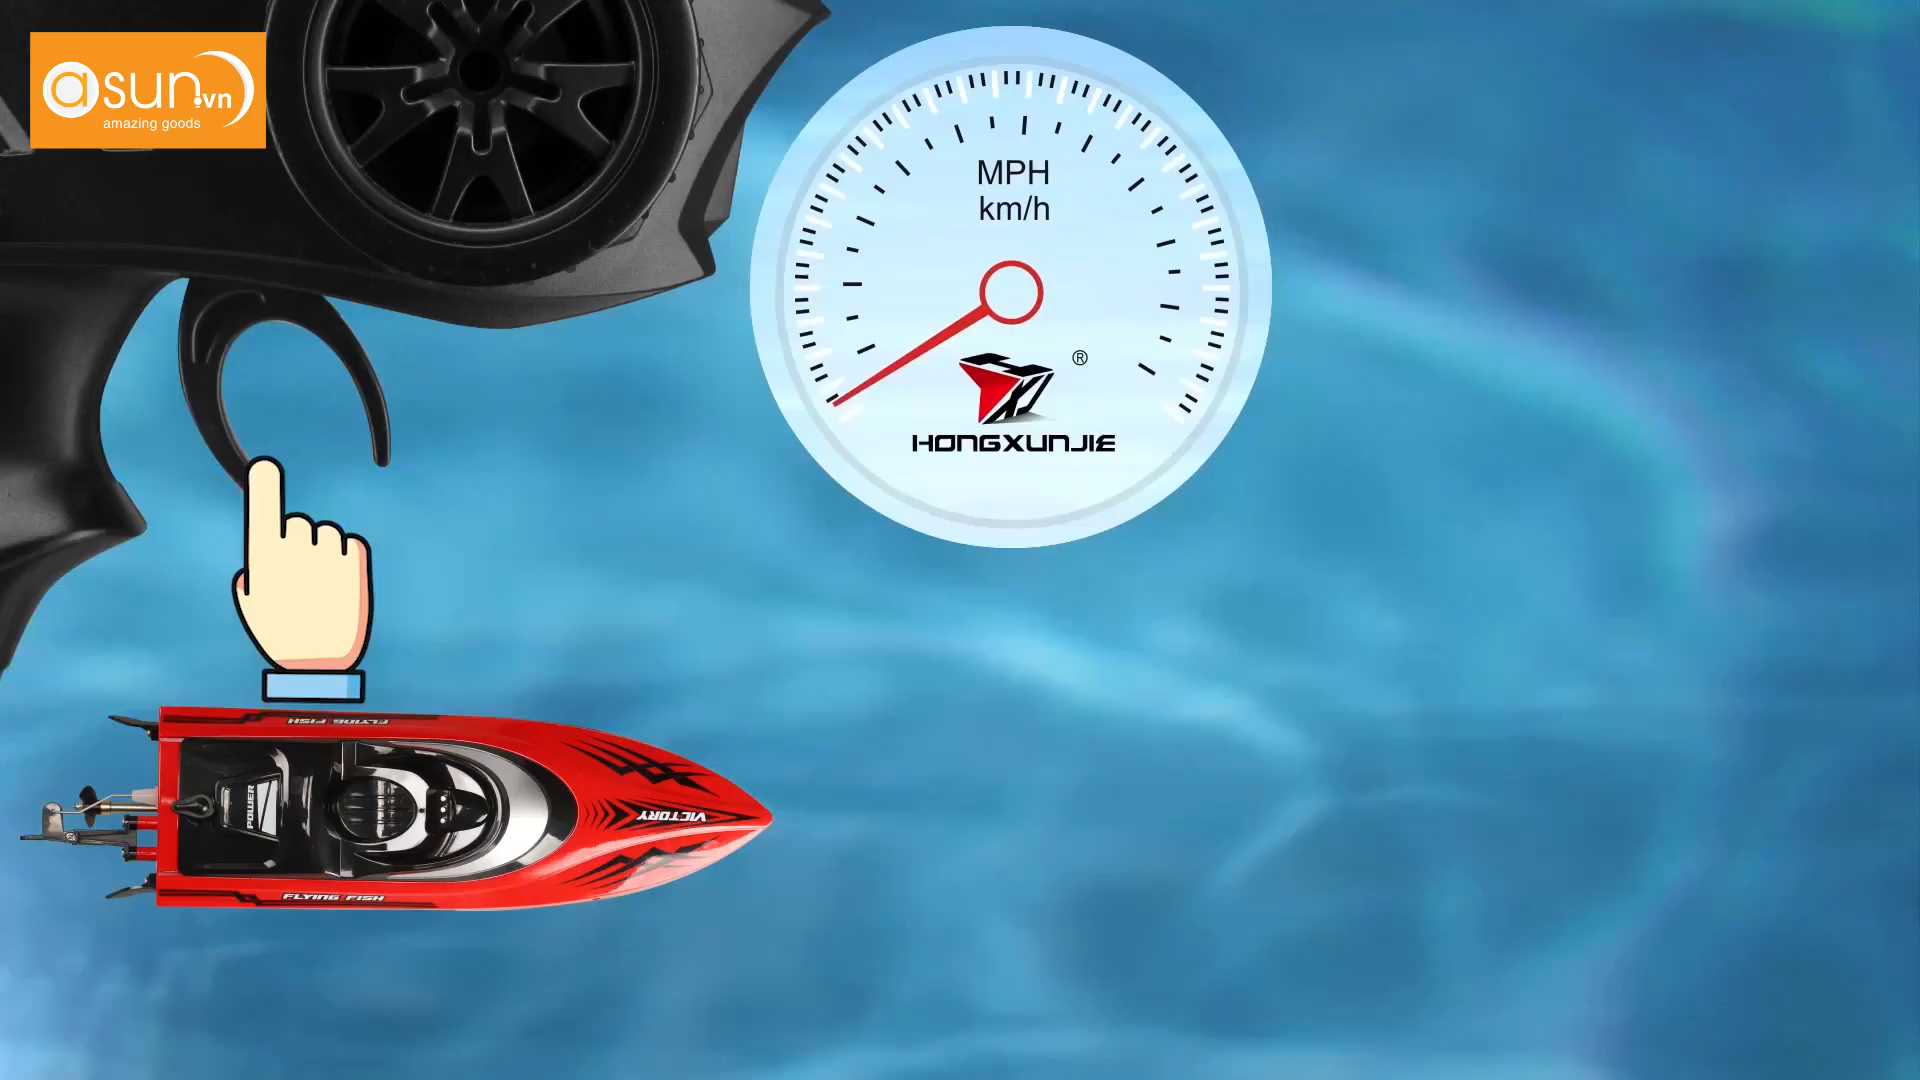 asun.vn
amazing goods
MPH
km/h
®
HONGXUNJIE
FLYING FISH
POWER
VICTORY
FLYING FISH